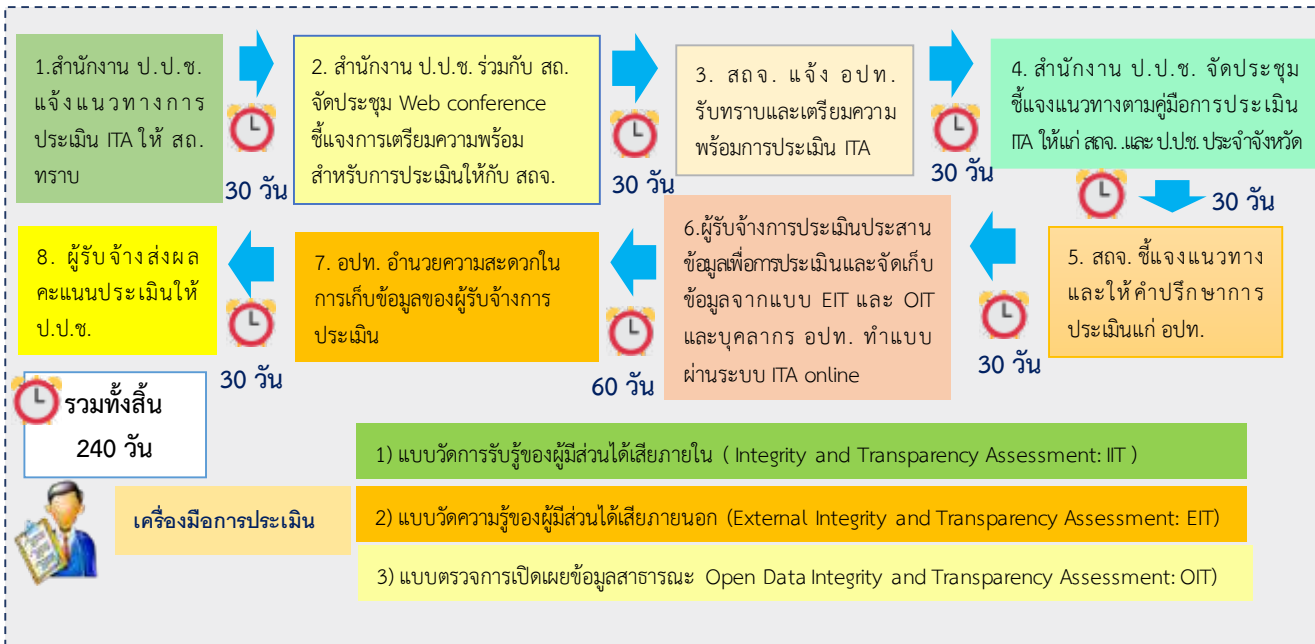 1.สำนักงาน ป.ป.ช.
แจ้งแนวทางการ
ประเมิน ITA ให้ สถ.
ทราบ
30 วัน
2. สำนักงาน ป.ป.ช. ร่วมกับ สถ.
จัดประชุม Web conference
ชี้แจงการเตรียมความพร้อม
สำหรับการประเมินให้กับ สถจ.
30 วัน
3. สถจ. แจ้ง อปท.
รับทราบและเตรียมความ
พร้อมการประเมิน ITA
30 วัน
4. สำนักงาน ป.ป.ช. จัดประชุม
ชี้แจงแนวทางตามคู่มือการประเมิน
ITA ให้แก่ สถจ. .และ ป.ป.ช. ประจำจังหวัด
30 วัน
5. สถจ. ชี้แจงแนวทาง
และให้คำปรึกษาการ
ประเมินแก่ อปท.
30 วัน
6.ผู้รับจ้างการประเมินประสาน
ข้อมูลเพื่อการประเมินและจัดเก็บ
ข้อมูลจากแบบ EIT และ OIT
และบุคลากร อปท. ทำแบบ
ผ่านระบบ ITA online
60 วัน
7. อปท. อำนวยความสะดวกใน
การเก็บข้อมูลของผู้รับจ้างการ
ประเมิน
30 วัน
8. ผู้รับจ้างส่งผล
คะแนนประเมินให้
ป.ป.ช.
รวมทั้งสิ้น
240 วัน
เครื่องมือการประเมิน
1) แบบวัดการรับรู้ของผู้มีส่วนได้เสียภายใน ( Integrity and Transparency Assessment: IIT )
2) แบบวัดความรู้ของผู้มีส่วนได้เสียภายนอก (External Integrity and Transparency Assessment: EIT)
3) แบบตรวจการเปิดเผยข้อมูลสาธารณะ Open Data Integrity and Transparency Assessment: OIT)